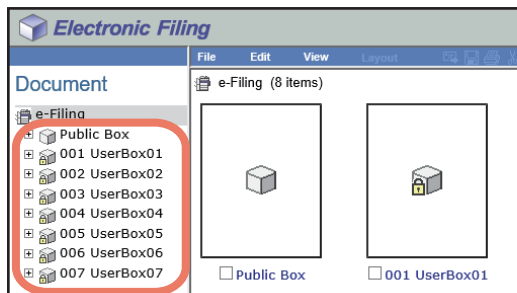 Electronic Filing
File Edit View Layout
Document
e-Filing (8 items)
e-Filing
Public Box
001 UserBox01
002 UserBox02
003 UserBox03
004 UserBox04
005 UserBox05
006 UserBox06
007 UserBox07
Public Box
001 UserBox01